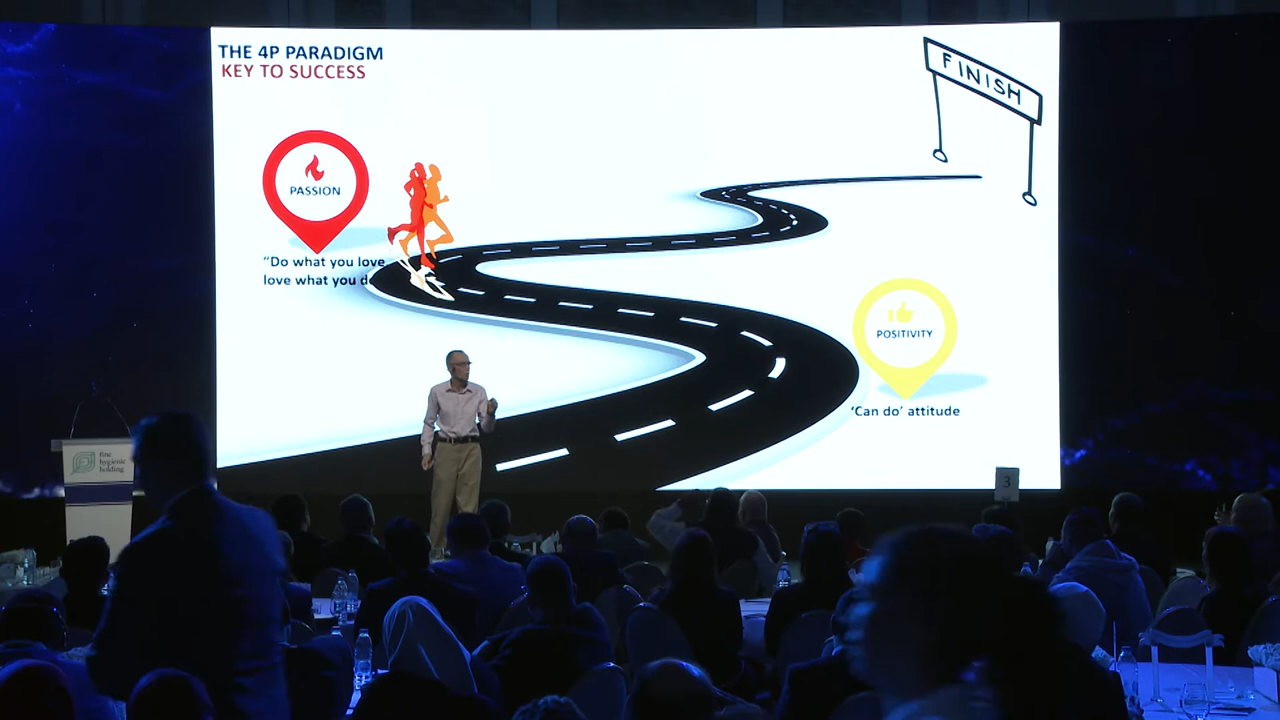 THE 4P PARADIGM
KEY TO SUCCESS
FINISH
PASSION
"Do what you love,
love what you d
POSITIVITY
'Can do' attitude
fine
hygienic
holding
3